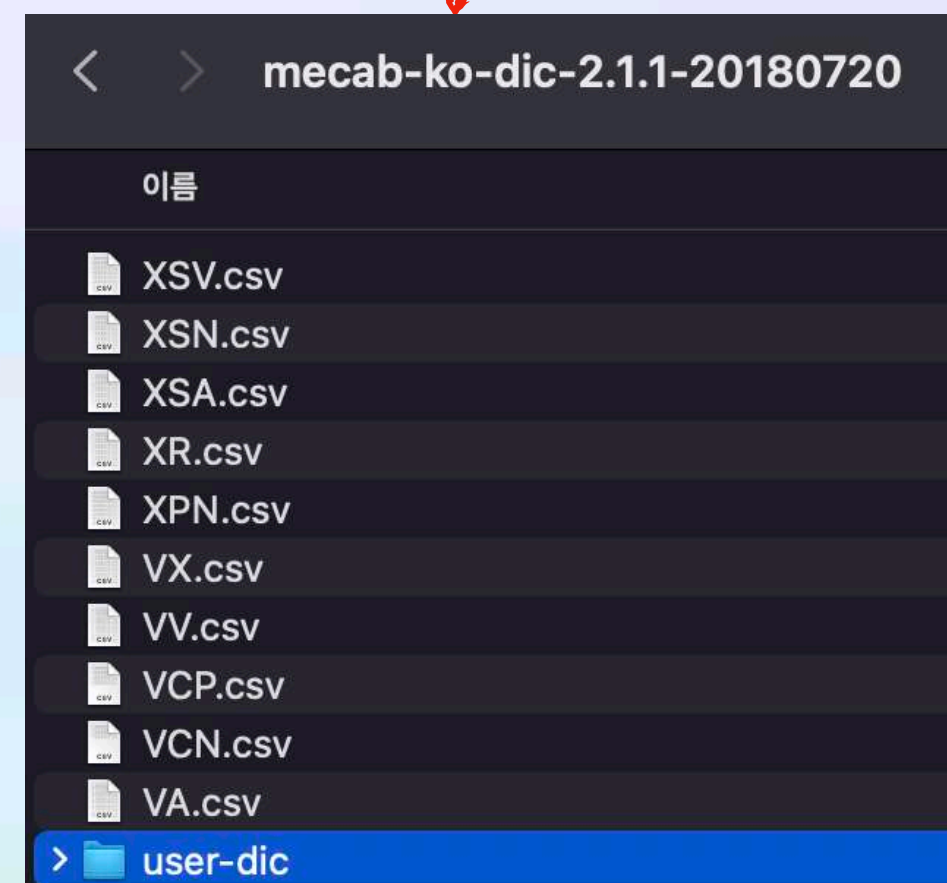 mecab-ko-dic-2.1.1-20180720
이름
XSV.csv
XSN.csv
XSA.csv
XR.csv
XPN.csv
VX.csv
VV.csv
VCP.csv
VCN.csv
VA.csv
user-dic